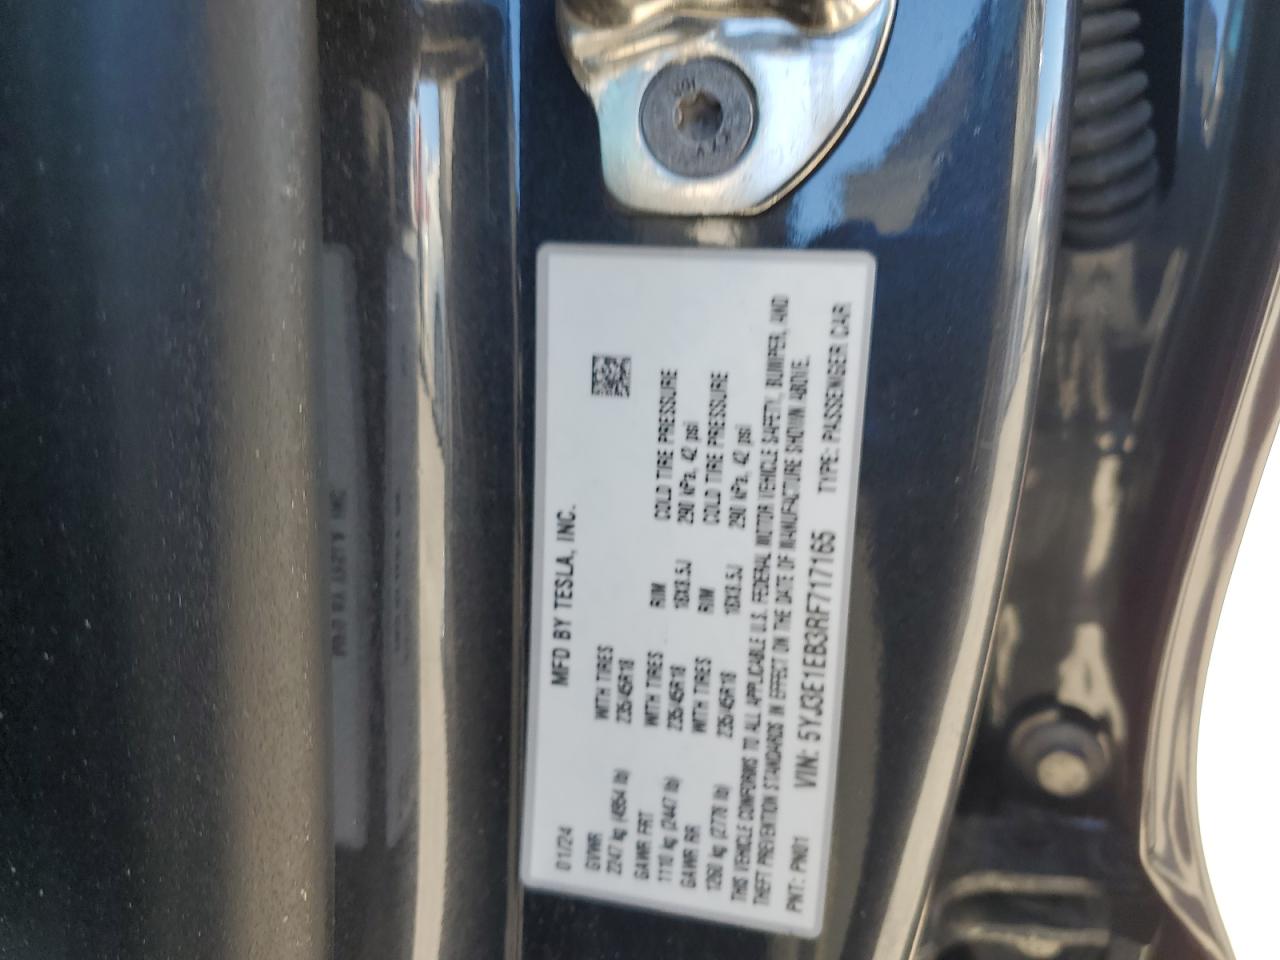 MFD BY TESLA, INC.
01/24
GVWR
2247 kg (4954 lb)
WITH TIRES
235/45R18
GAWR FRT
1110 kg (2447 lb)
WITH TIRES
235/45R18
RIM
18X8.5J
COLD TIRE PRESSURE
290 kPa, 42 psi
GAWR RR
1260 kg (2778 lb)
WITH TIRES
235/45R18
RIM
18X8.5J
COLD TIRE PRESSURE
290 kPa, 42 psi
THIS VEHICLE CONFORMS TO ALL APPLICABLE U.S. FEDERAL MOTOR VEHICLE SAFETY, BUMPER, AND
THEFT PREVENTION STANDARDS IN EFFECT ON THE DATE OF MANUFACTURE SHOWN ABOVE.
PNT: PN01
VIN: 5YJ3E1EB3RF717165
TYPE: PASSENGER CAR